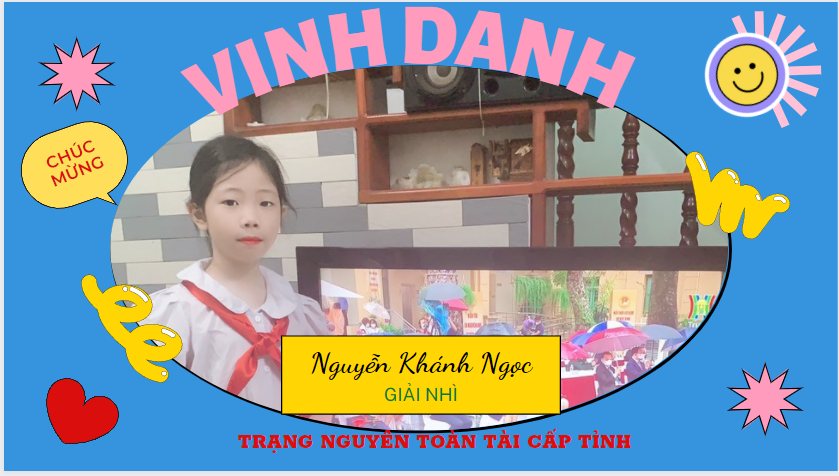 VINH DANH
CHÚC
MỪNG
Nguyễn Khánh Ngọc
GIẢI NHÌ
TRẠNG NGUYÊN TOÀN TÀI CẤP TỈNH